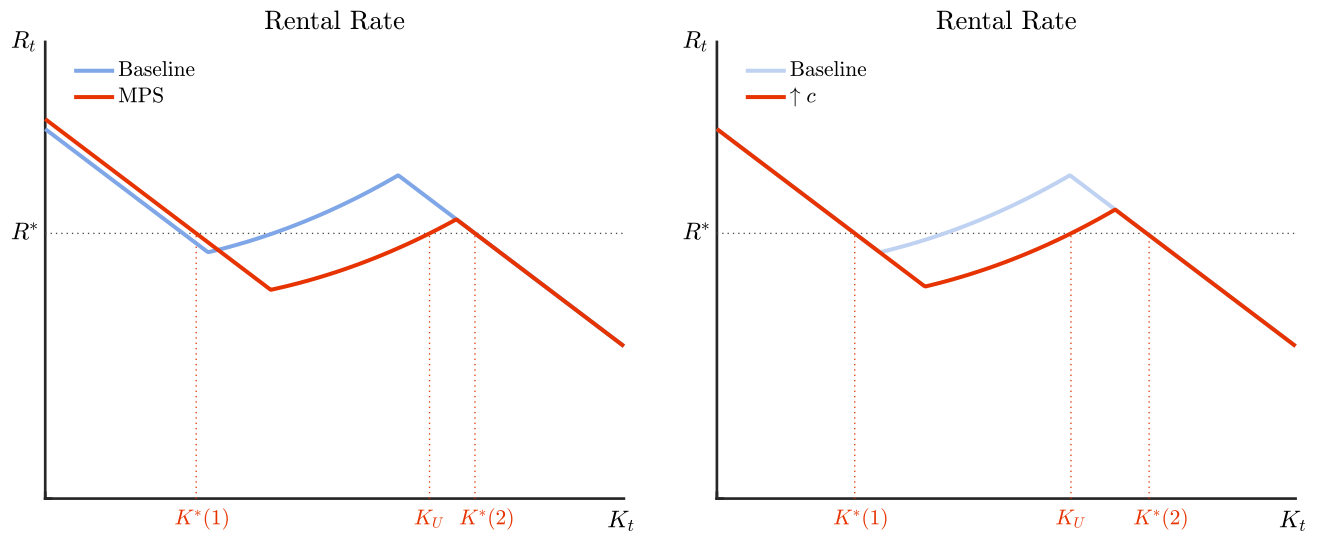 Rental Rate
R_t
Baseline
MPS
R*
K*(1) K_U K*(2) K_t
Rental Rate
R_t
Baseline
↑ c
R*
K*(1) K_U K*(2) K_t